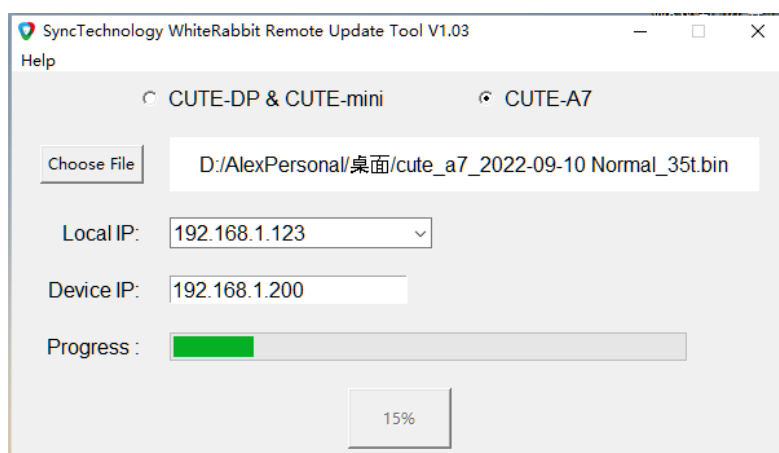 SyncTechnology WhiteRabbit Remote Update Tool V1.03
Help
CUTE-DP & CUTE-mini CUTE-A7
Choose File D:/AlexPersonal/桌面/cute_a7_2022-09-10 Normal_35t.bin
Local IP: 192.168.1.123
Device IP: 192.168.1.200
Progress :
15%